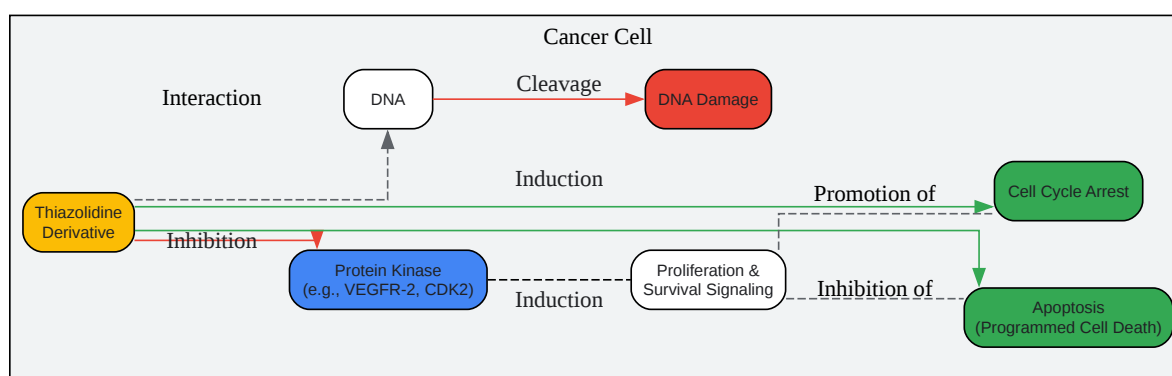 Cancer Cell
Interaction
DNA
Cleavage
DNA Damage
Induction
Promotion of
Cell Cycle Arrest
Thiazolidine
Derivative
Inhibition
Protein Kinase
(e.g., VEGFR-2, CDK2)
Induction
Proliferation &
Survival Signaling
Inhibition of
Apoptosis
(Programmed Cell Death)